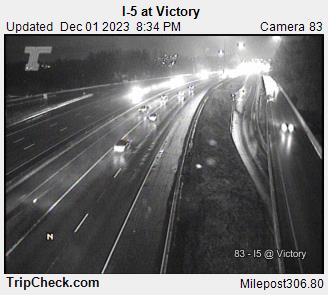 I-5 at Victory
Updated Dec 01 2023 8:34 PM Camera 83
T
N
83 - I5 @ Victory
TripCheck.com Milepost306.80